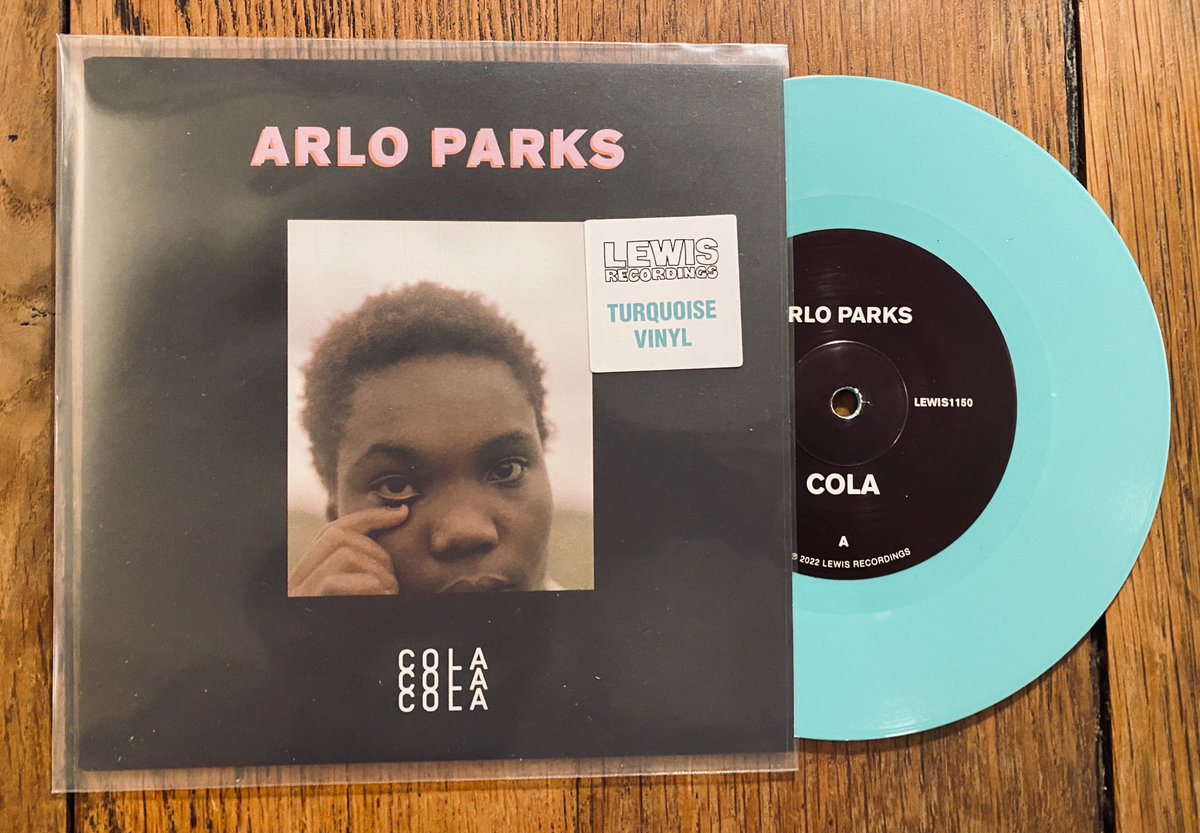 ARLO PARKS
LEWIS
RECORDINGS
TURQUOISE
VINYL
COLA
COLA
COLA
RLO PARKS
LEWIS1150
COLA
A
℗ 2022 LEWIS RECORDINGS